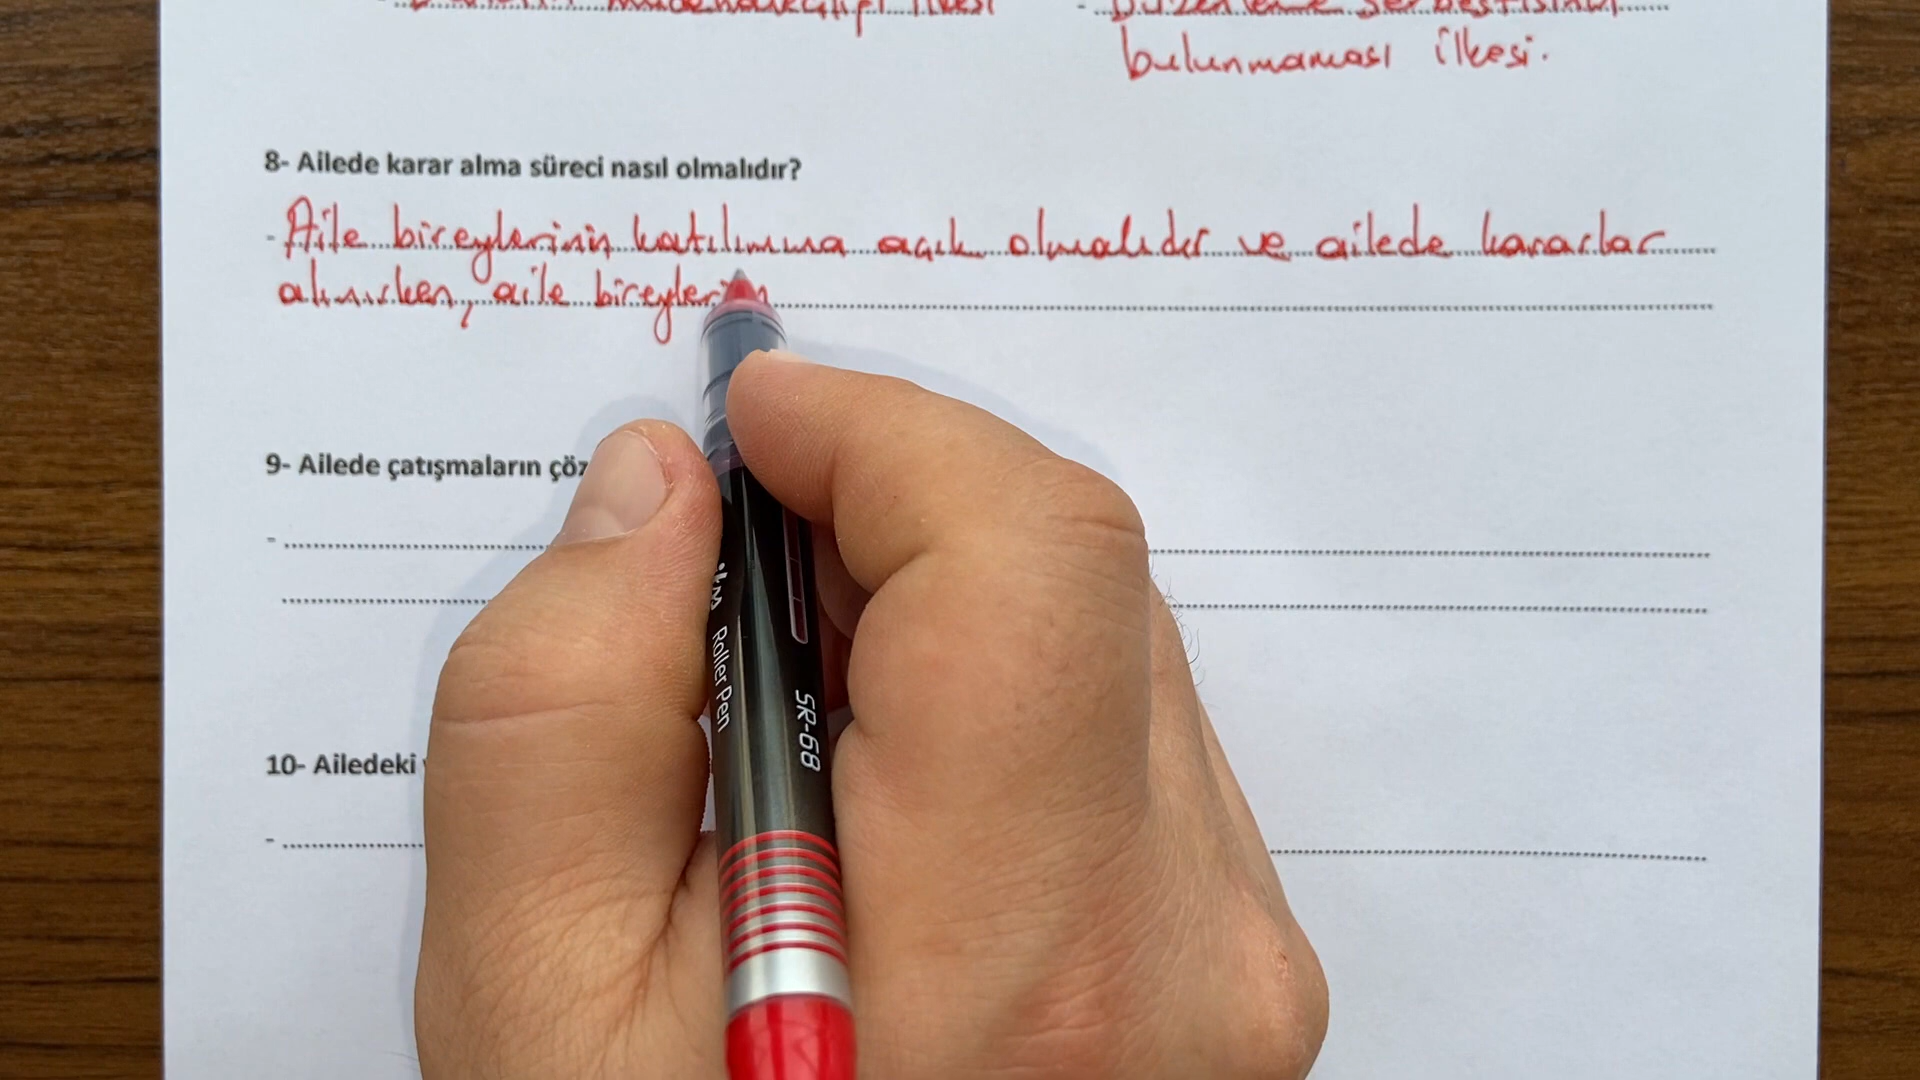 bulunmaması ilkesi.
8- Ailede karar alma süreci nasıl olmalıdır?
- Aile bireylerinin katılımına açık olmalıdır ve ailede kararlar
alınırken, aile bireylerin
9- Ailede çatışmaların çöz
-
10- Ailedeki
-
Roller Pen
SR-68